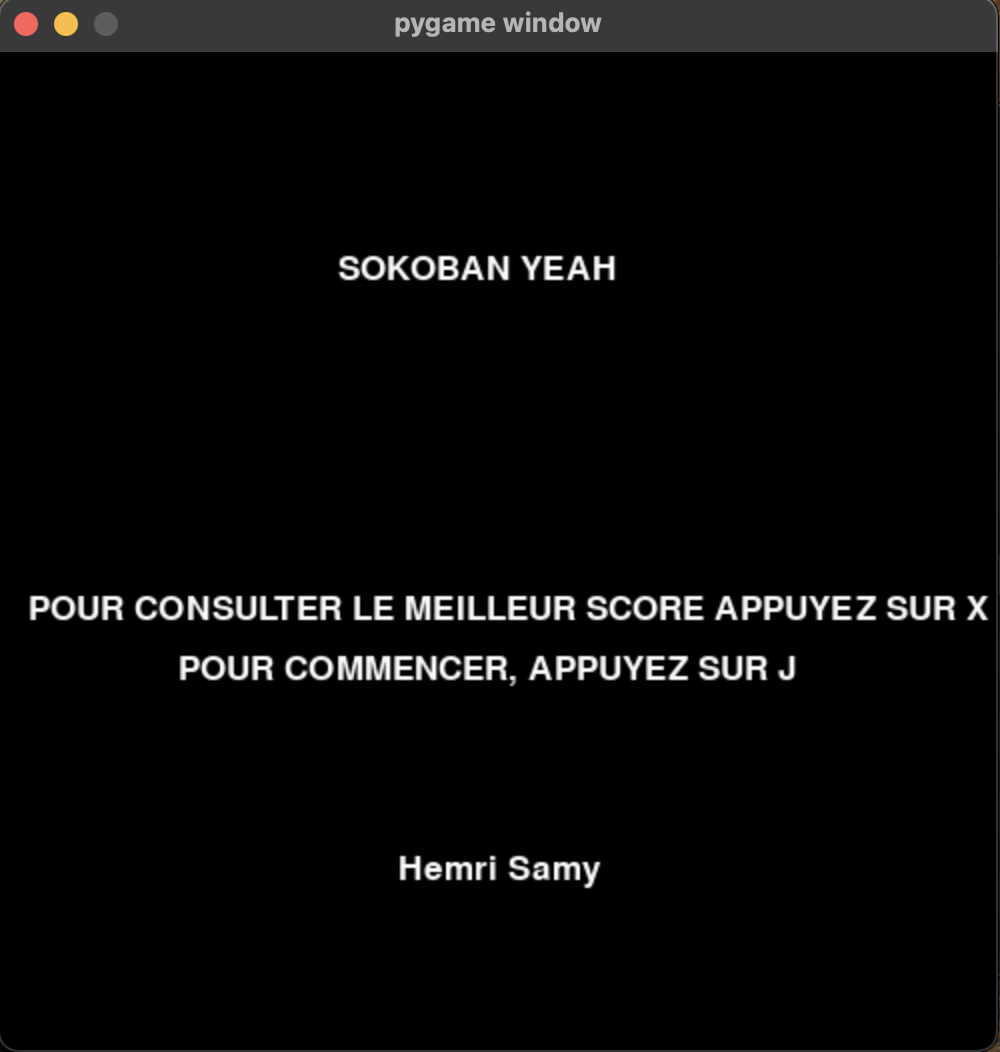 pygame window
SOKOBAN YEAH
POUR CONSULTER LE MEILLEUR SCORE APPUYEZ SUR X
POUR COMMENCER, APPUYEZ SUR J
Hemri Samy